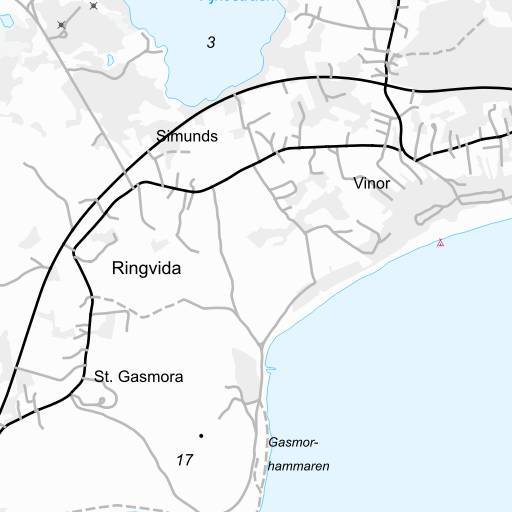 3
Simunds
Vinor
Ringvida
St. Gasmora
Gasmor-
hammaren
17